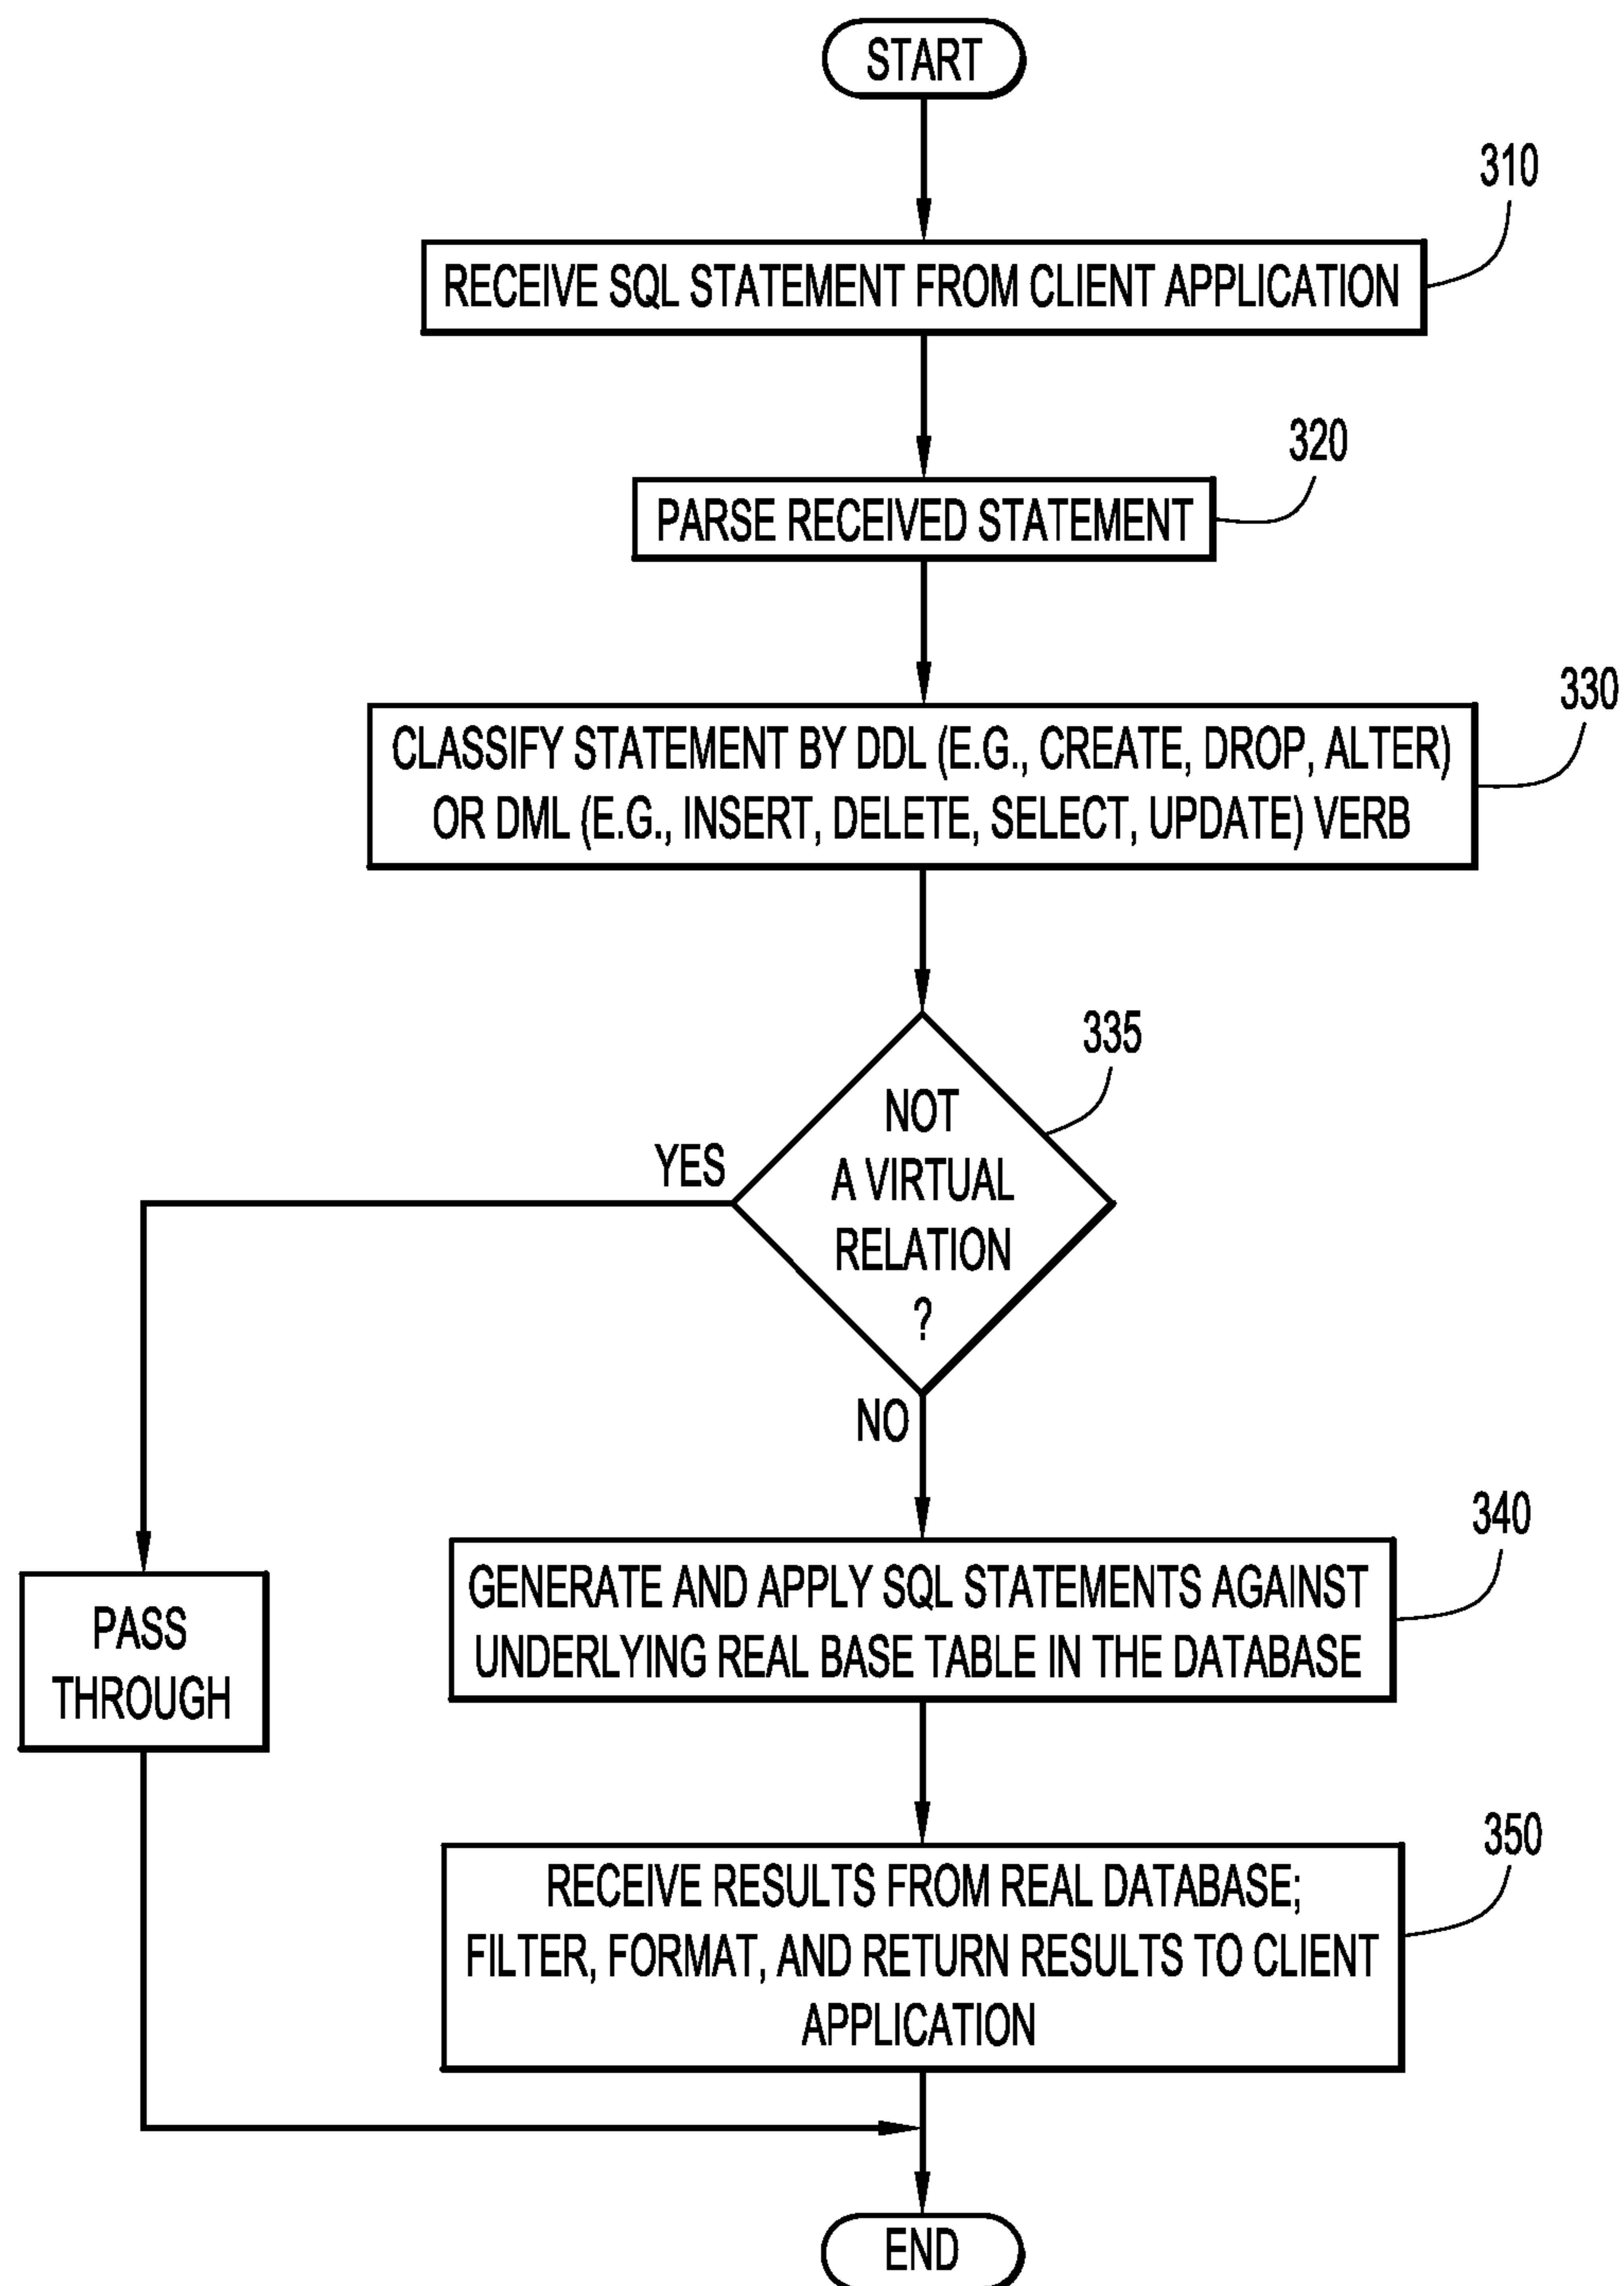 START
310
RECEIVE SQL STATEMENT FROM CLIENT APPLICATION
320
PARSE RECEIVED STATEMENT
330
CLASSIFY STATEMENT BY DDL (E.G., CREATE, DROP, ALTER)
OR DML (E.G., INSERT, DELETE, SELECT, UPDATE) VERB
335
NOT
A VIRTUAL
RELATION
?
YES
NO
340
GENERATE AND APPLY SQL STATEMENTS AGAINST
UNDERLYING REAL BASE TABLE IN THE DATABASE
PASS
THROUGH
350
RECEIVE RESULTS FROM REAL DATABASE;
FILTER, FORMAT, AND RETURN RESULTS TO CLIENT
APPLICATION
END